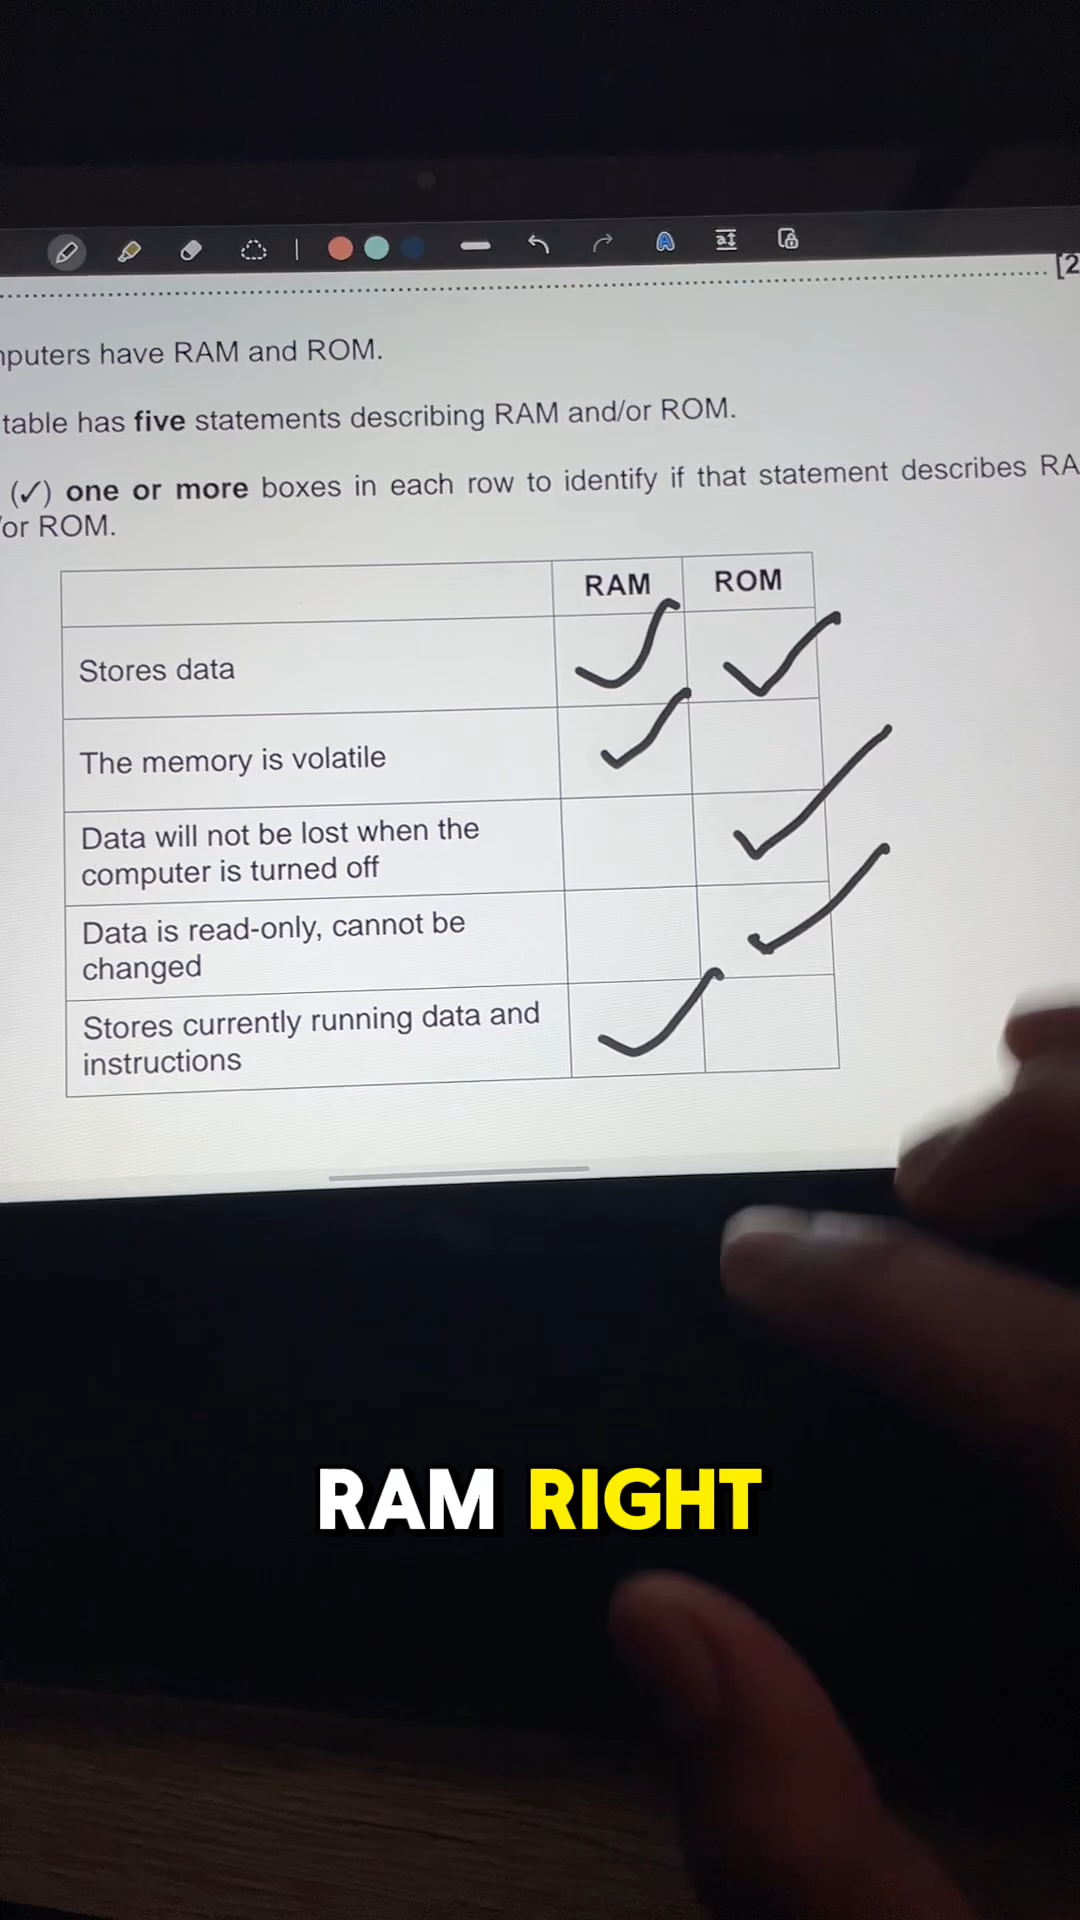 [2
mputers have RAM and ROM.
table has five statements describing RAM and/or ROM.
(✓) one or more boxes in each row to identify if that statement describes RA
/or ROM.
RAM ROM
Stores data ✓ ✓
The memory is volatile ✓
Data will not be lost when the
computer is turned off ✓
Data is read-only, cannot be
changed ✓
Stores currently running data and
instructions ✓
RAM RIGHT